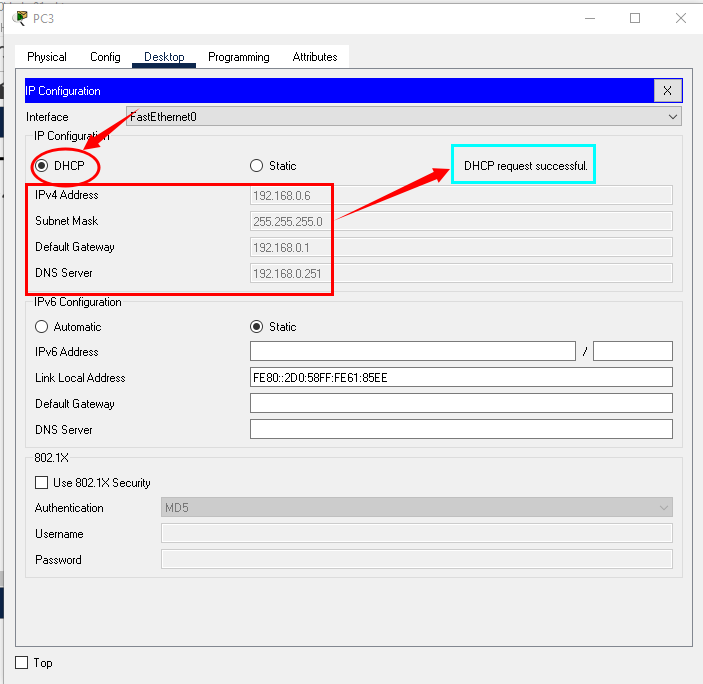 PC3
Physical Config Desktop Programming Attributes
IP Configuration X
Interface FastEthernet0
IP Configuration
DHCP Static DHCP request successful.
IPv4 Address 192.168.0.6
Subnet Mask 255.255.255.0
Default Gateway 192.168.0.1
DNS Server 192.168.0.251
IPv6 Configuration
Automatic Static
IPv6 Address /
Link Local Address FE80::2D0:58FF:FE61:85EE
Default Gateway
DNS Server
802.1X
Use 802.1X Security
Authentication MD5
Username
Password
Top